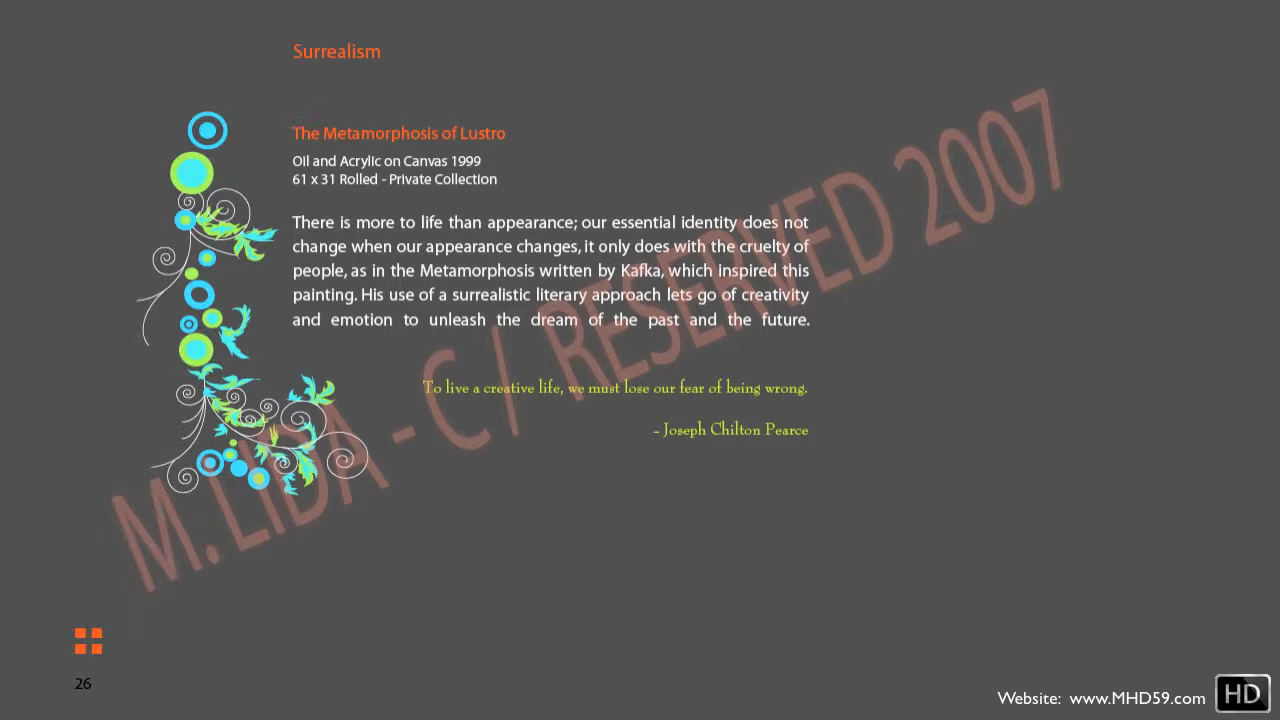 Surrealism
The Metamorphosis of Lustro
Oil and Acrylic on Canvas 1999
61 x 31 Rolled - Private Collection
There is more to life than appearance; our essential identity does not
change when our appearance changes, it only does with the cruelty of
people, as in the Metamorphosis written by Kafka, which inspired this
painting. His use of a surrealistic literary approach lets go of creativity
and emotion to unleash the dream of the past and the future.
To live a creative life, we must lose our fear of being wrong.
- Joseph Chilton Pearce
M. LIBA - C / RESERVED 2007
26
Website: www.MHD59.com
HD